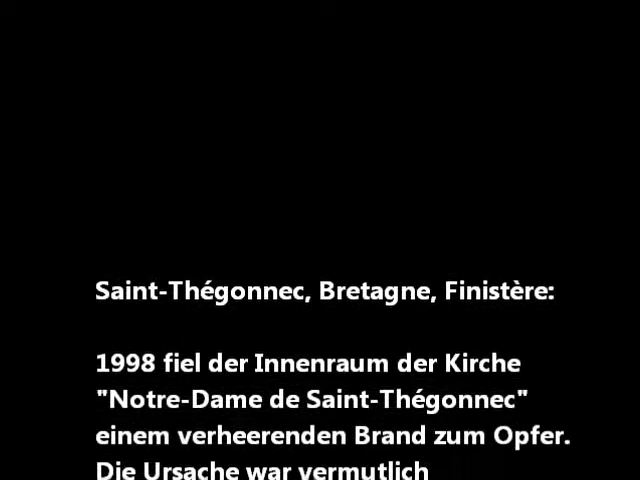 Saint-Thégonnec, Bretagne, Finistère:
1998 fiel der Innenraum der Kirche
"Notre-Dame de Saint-Thégonnec"
einem verheerenden Brand zum Opfer.
Die Ursache war vermutlich